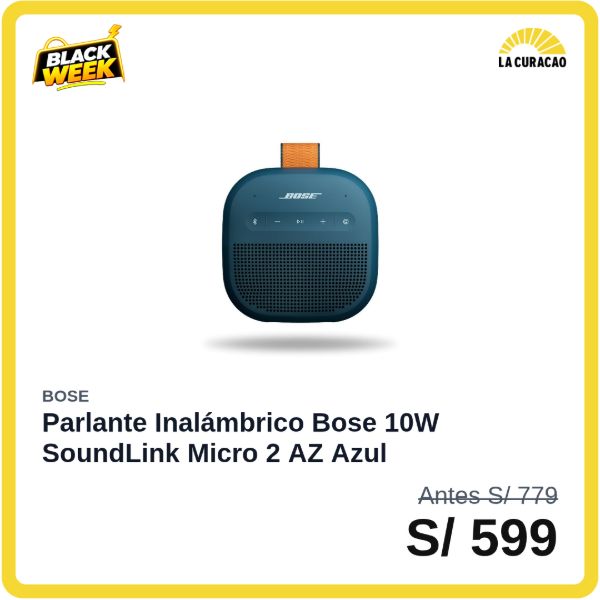 BLACK
WEEK
LA CURACAO
BOSE
BOSE
Parlante Inalámbrico Bose 10W
SoundLink Micro 2 AZ Azul
Antes S/ 779
S/ 599